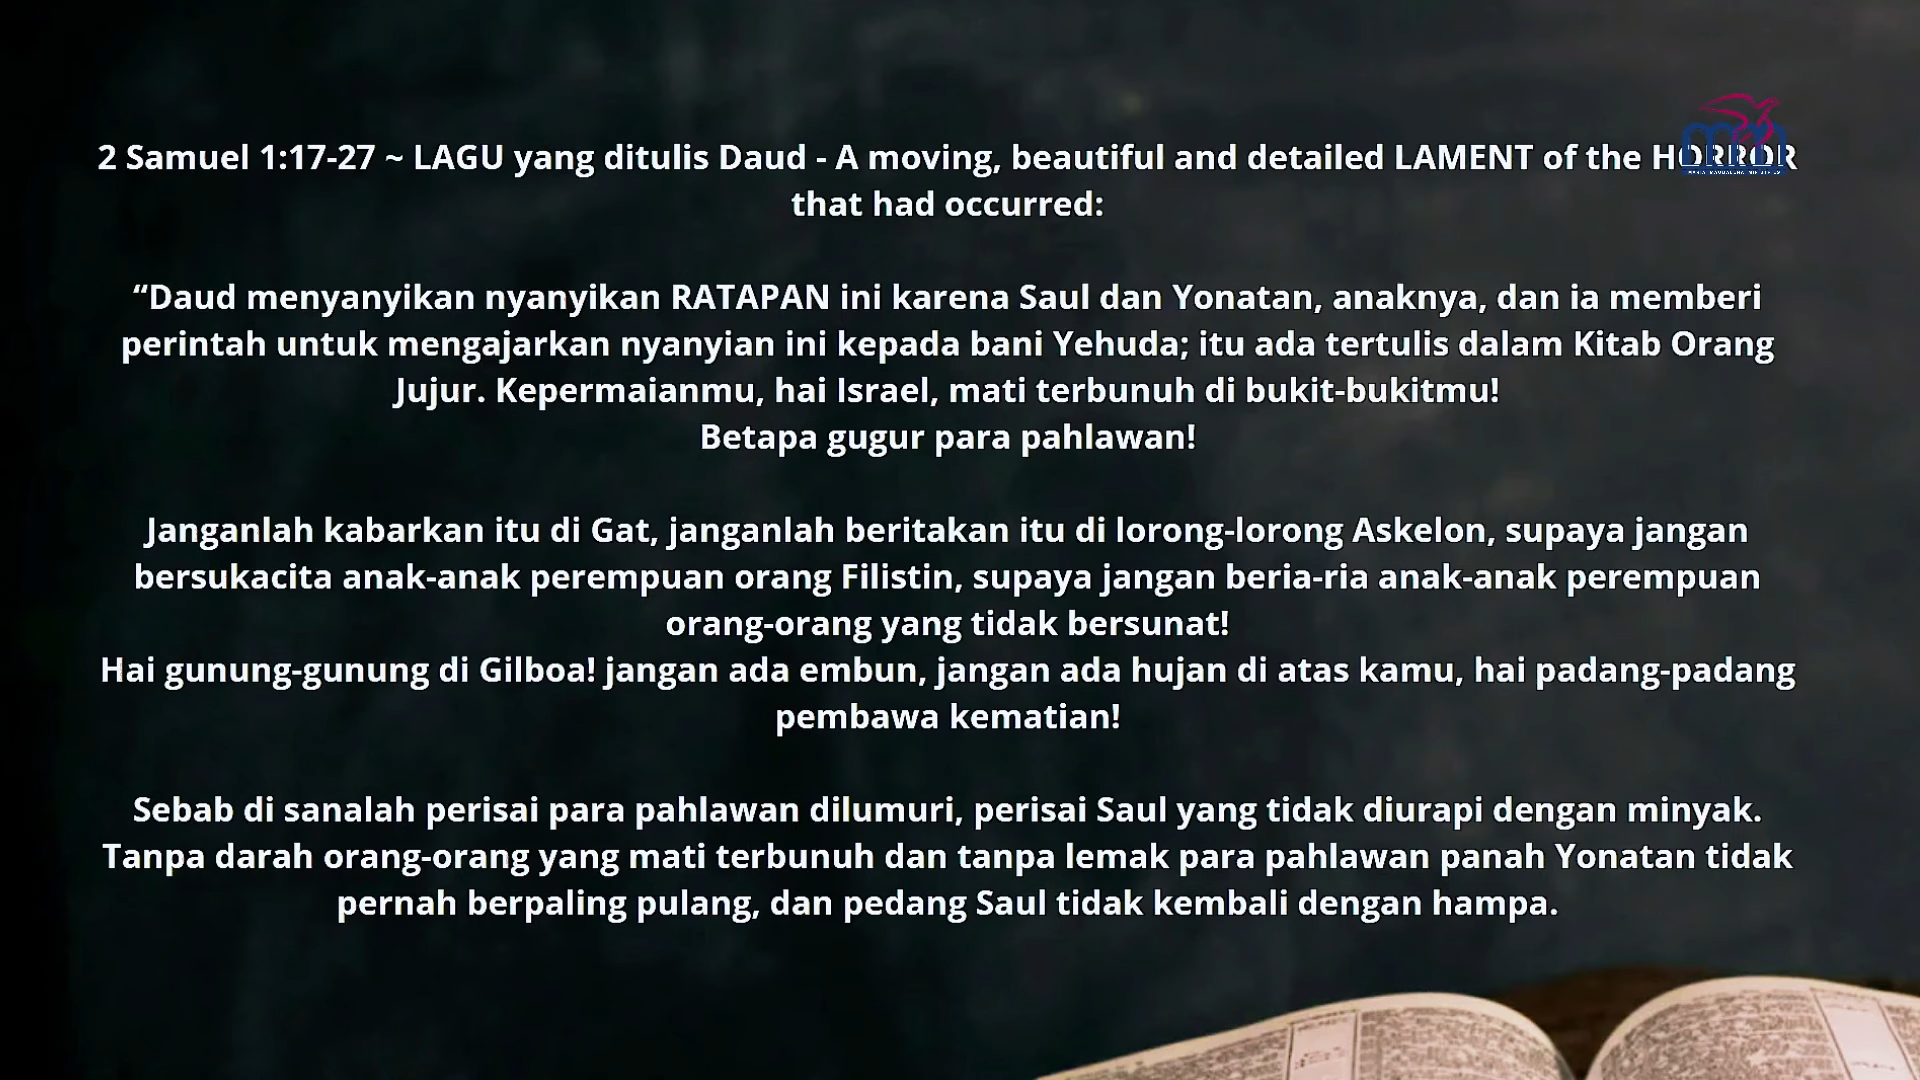 2 Samuel 1:17-27 ~ LAGU yang ditulis Daud - A moving, beautiful and detailed LAMENT of the HORROR
that had occurred:
“Daud menyanyikan nyanyikan RATAPAN ini karena Saul dan Yonatan, anaknya, dan ia memberi
perintah untuk mengajarkan nyanyian ini kepada bani Yehuda; itu ada tertulis dalam Kitab Orang
Jujur. Kepermaianmu, hai Israel, mati terbunuh di bukit-bukitmu!
Betapa gugur para pahlawan!
Janganlah kabarkan itu di Gat, janganlah beritakan itu di lorong-lorong Askelon, supaya jangan
bersukacita anak-anak perempuan orang Filistin, supaya jangan beria-ria anak-anak perempuan
orang-orang yang tidak bersunat!
Hai gunung-gunung di Gilboa! jangan ada embun, jangan ada hujan di atas kamu, hai padang-padang
pembawa kematian!
Sebab di sanalah perisai para pahlawan dilumuri, perisai Saul yang tidak diurapi dengan minyak.
Tanpa darah orang-orang yang mati terbunuh dan tanpa lemak para pahlawan panah Yonatan tidak
pernah berpaling pulang, dan pedang Saul tidak kembali dengan hampa.